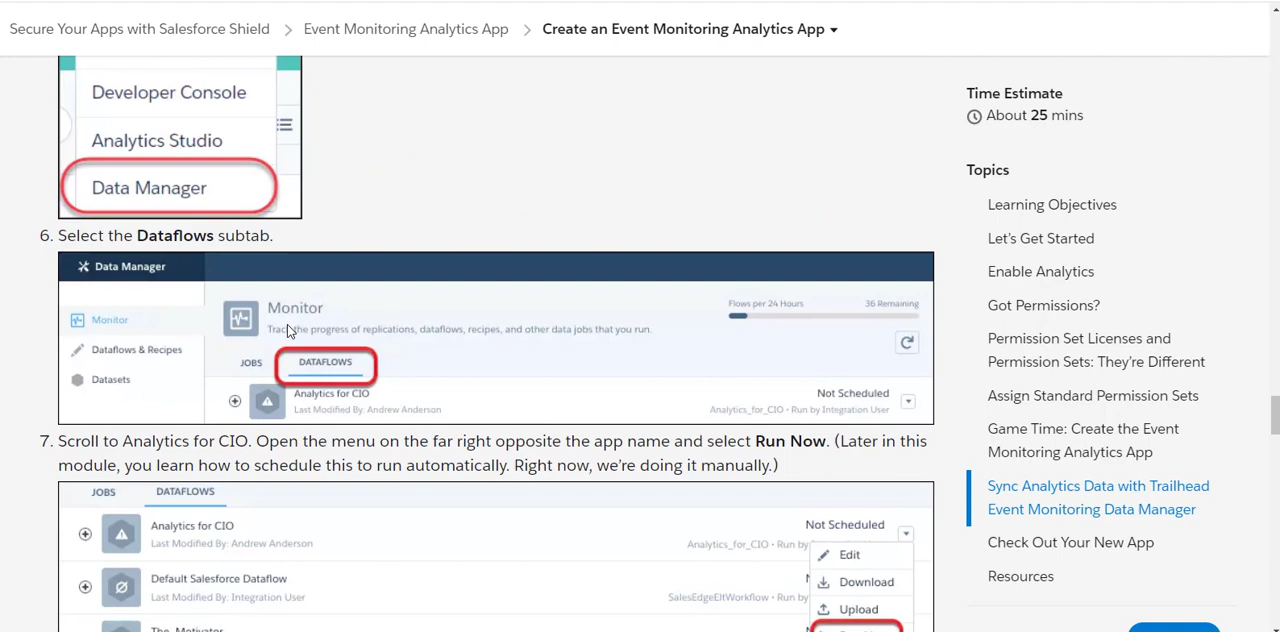 Secure Your Apps with Salesforce Shield > Event Monitoring Analytics App > Create an Event Monitoring Analytics App
Developer Console
Analytics Studio
Data Manager
6. Select the Dataflows subtab.
Data Manager
Monitor
Dataflows & Recipes
Datasets
Monitor
Track the progress of replications, dataflows, recipes, and other data jobs that you run.
Flows per 24 Hours 36 Remaining
JOBS DATAFLOWS
Analytics for CIO
Last Modified By: Andrew Anderson
Not Scheduled
Analytics_for_CIO • Run by Integration User
7. Scroll to Analytics for CIO. Open the menu on the far right opposite the app name and select Run Now. (Later in this
module, you learn how to schedule this to run automatically. Right now, we're doing it manually.)
JOBS DATAFLOWS
Analytics for CIO
Last Modified By: Andrew Anderson
Not Scheduled
Analytics_for_CIO • Run by
Default Salesforce Dataflow
Last Modified By: Integration User
SalesEdgeEltWorkflow • Run by
Edit
Download
Upload
Time Estimate
About 25 mins
Topics
Learning Objectives
Let's Get Started
Enable Analytics
Got Permissions?
Permission Set Licenses and
Permission Sets: They're Different
Assign Standard Permission Sets
Game Time: Create the Event
Monitoring Analytics App
Sync Analytics Data with Trailhead
Event Monitoring Data Manager
Check Out Your New App
Resources